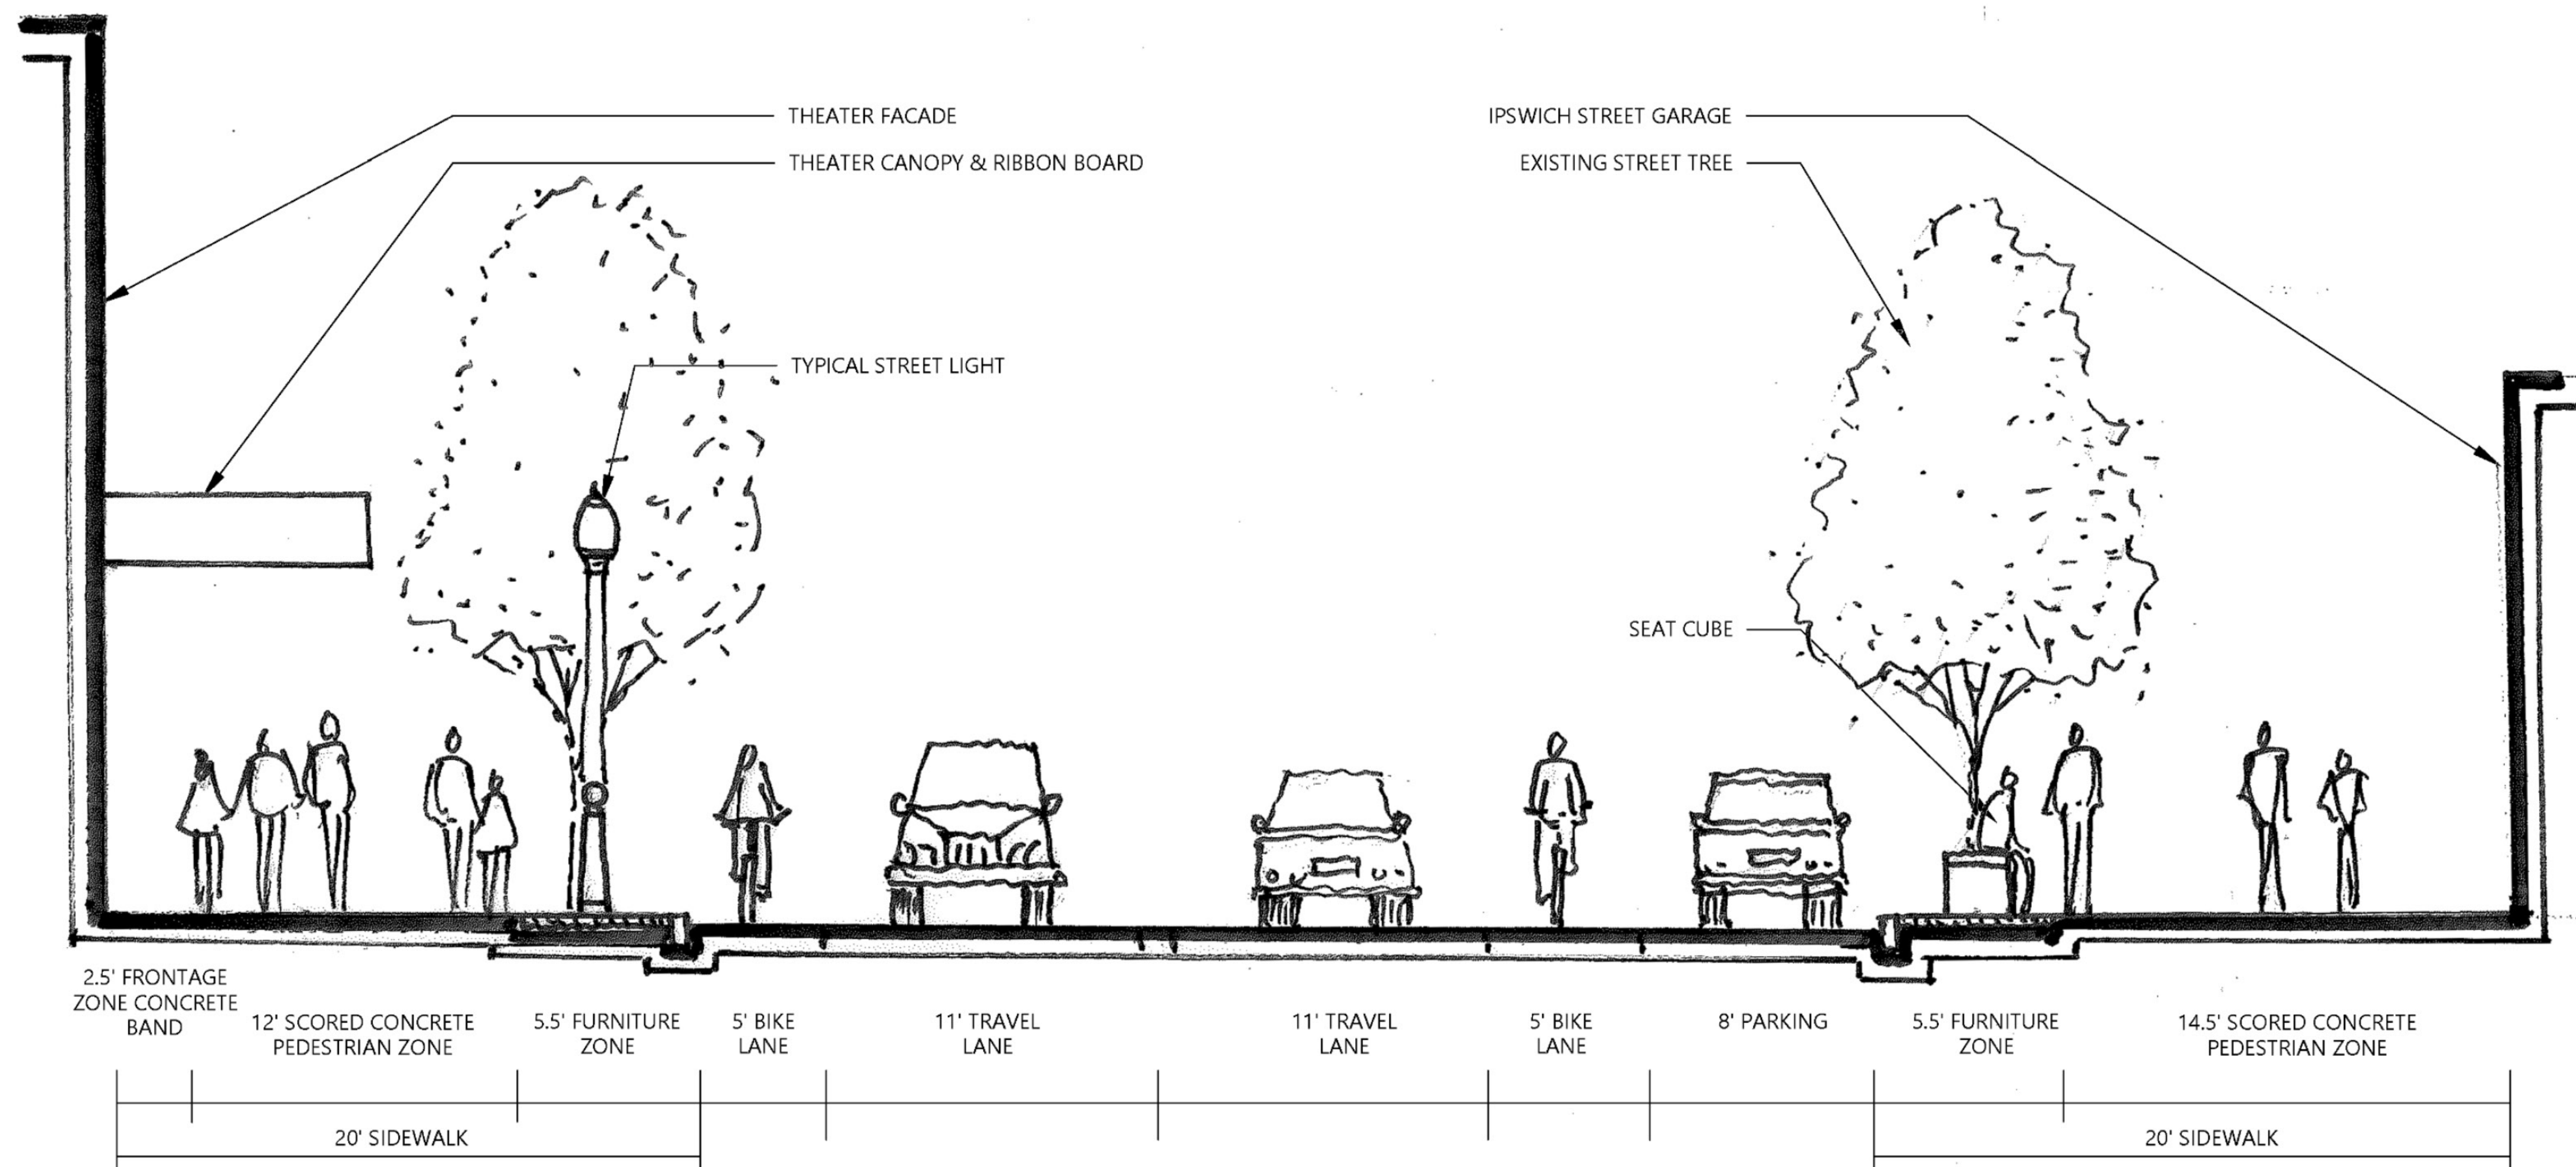 THEATER FACADE
THEATER CANOPY & RIBBON BOARD
TYPICAL STREET LIGHT
IPSWICH STREET GARAGE
EXISTING STREET TREE
SEAT CUBE
2.5' FRONTAGE
ZONE CONCRETE
BAND
12' SCORED CONCRETE
PEDESTRIAN ZONE
5.5' FURNITURE
ZONE
5' BIKE
LANE
11' TRAVEL
LANE
11' TRAVEL
LANE
5' BIKE
LANE
8' PARKING
5.5' FURNITURE
ZONE
14.5' SCORED CONCRETE
PEDESTRIAN ZONE
20' SIDEWALK
20' SIDEWALK